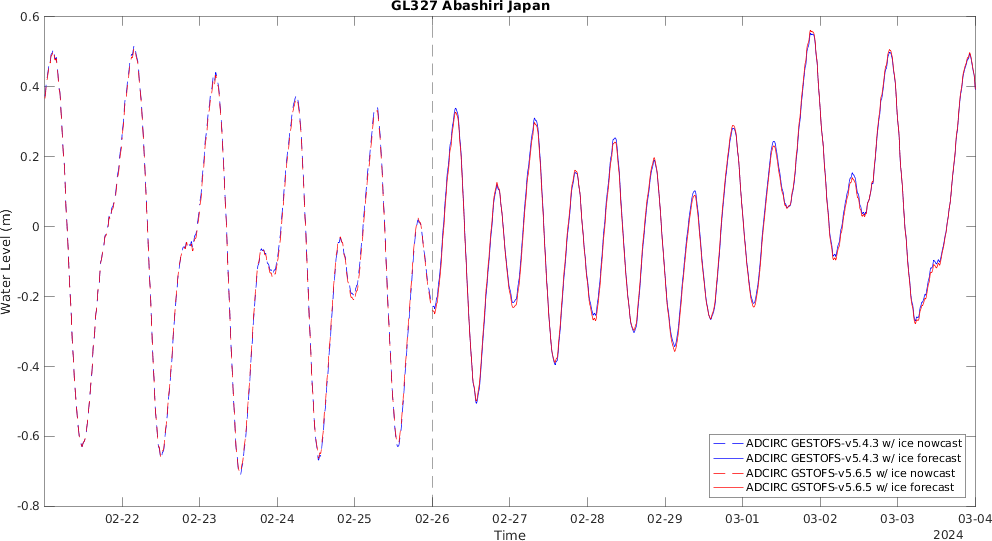 GL327 Abashiri Japan
0.6
0.4
0.2
0
-0.2
-0.4
-0.6
-0.8
Water Level (m)
ADCIRC GESTOFS-v5.4.3 w/ ice nowcast
ADCIRC GESTOFS-v5.4.3 w/ ice forecast
ADCIRC GSTOFS-v5.6.5 w/ ice nowcast
ADCIRC GSTOFS-v5.6.5 w/ ice forecast
02-22 02-23 02-24 02-25 02-26 02-27 02-28 02-29 03-01 03-02 03-03 03-04
Time
2024